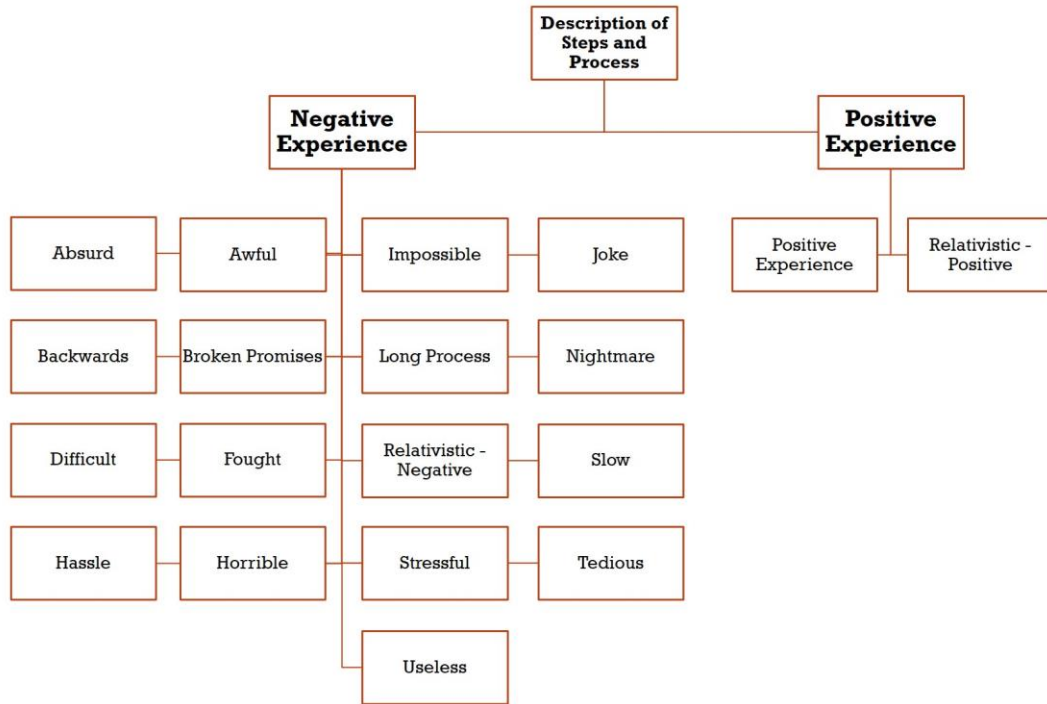 Description of
Steps and
Process
Negative
Experience
Positive
Experience
Absurd
Awful
Impossible
Joke
Positive
Experience
Relativistic -
Positive
Backwards
Broken Promises
Long Process
Nightmare
Difficult
Fought
Relativistic -
Negative
Slow
Hassle
Horrible
Stressful
Tedious
Useless